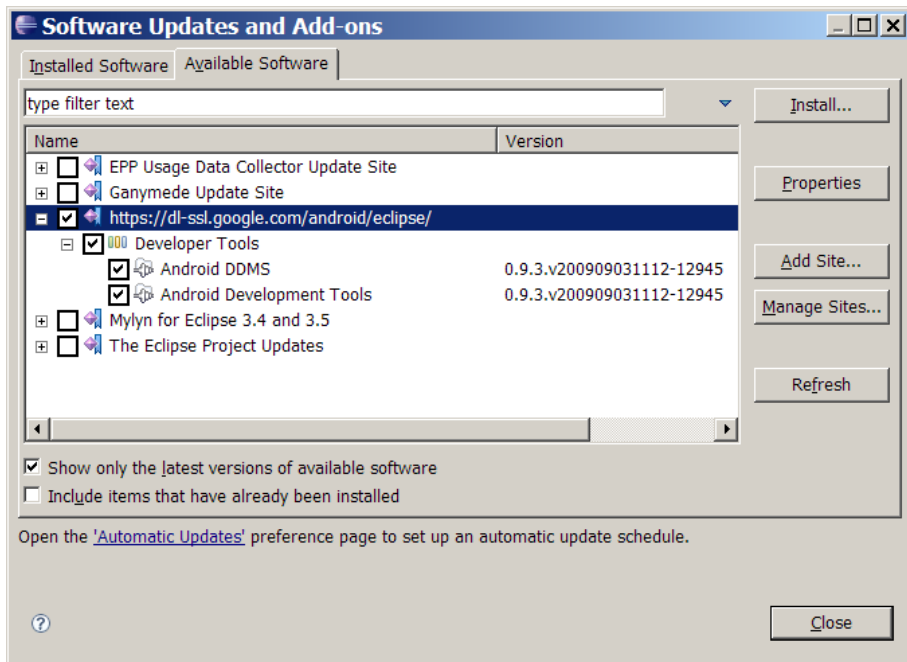 Software Updates and Add-ons
Installed Software Available Software
type filter text Install...
Name Version
EPP Usage Data Collector Update Site
Ganymede Update Site Properties
https://dl-ssl.google.com/android/eclipse/
Developer Tools
Android DDMS 0.9.3.v200909031112-12945 Add Site...
Android Development Tools 0.9.3.v200909031112-12945
Mylyn for Eclipse 3.4 and 3.5 Manage Sites...
The Eclipse Project Updates
Refresh
Show only the latest versions of available software
Include items that have already been installed
Open the 'Automatic Updates' preference page to set up an automatic update schedule.
? Close